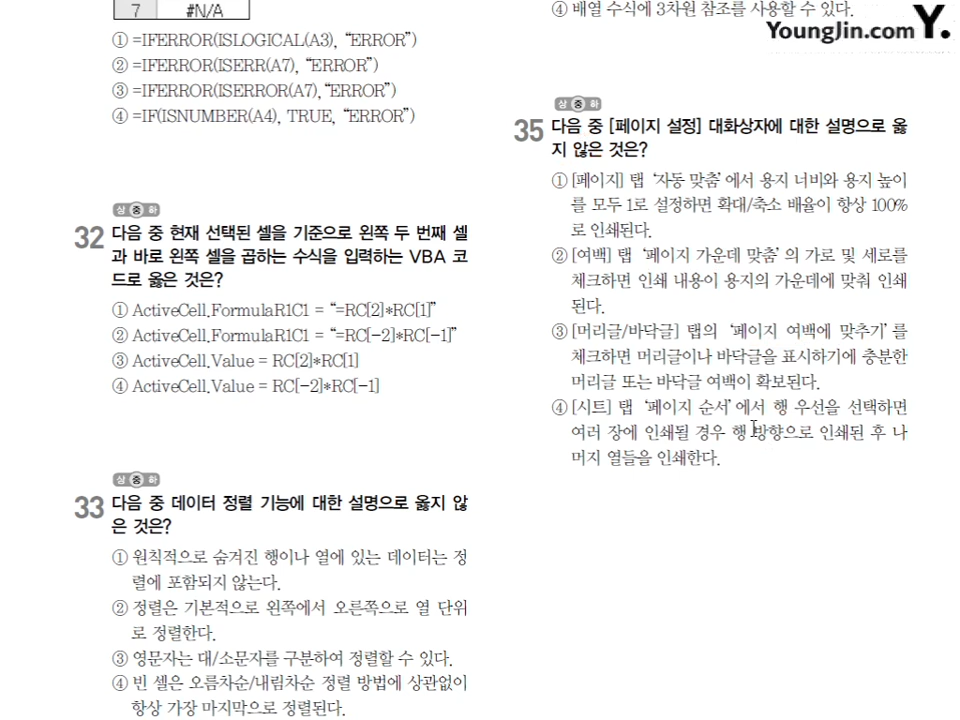 7 #N/A
① =IFERROR(ISLOGICAL(A3), “ERROR”)
② =IFERROR(ISERR(A7), “ERROR”)
③ =IFERROR(ISERROR(A7),“ERROR”)
④ =IF(ISNUMBER(A4), TRUE, “ERROR”)
상 중 하
32 다음 중 현재 선택된 셀을 기준으로 왼쪽 두 번째 셀
과 바로 왼쪽 셀을 곱하는 수식을 입력하는 VBA 코
드로 옳은 것은?
① ActiveCell.FormulaR1C1 = “=RC[2]*RC[1]”
② ActiveCell.FormulaR1C1 = “=RC[-2]*RC[-1]”
③ ActiveCell.Value = RC[2]*RC[1]
④ ActiveCell.Value = RC[-2]*RC[-1]
상 중 하
33 다음 중 데이터 정렬 기능에 대한 설명으로 옳지 않
은 것은?
① 원칙적으로 숨겨진 행이나 열에 있는 데이터는 정
렬에 포함되지 않는다.
② 정렬은 기본적으로 왼쪽에서 오른쪽으로 열 단위
로 정렬한다.
③ 영문자는 대/소문자를 구분하여 정렬할 수 있다.
④ 빈 셀은 오름차순/내림차순 정렬 방법에 상관없이
항상 가장 마지막으로 정렬된다.
④ 배열 수식에 3차원 참조를 사용할 수 있다.
YoungJin.com Y.
상 중 하
35 다음 중 [페이지 설정] 대화상자에 대한 설명으로 옳
지 않은 것은?
① [페이지] 탭 ‘자동 맞춤’에서 용지 너비와 용지 높이
를 모두 1로 설정하면 확대/축소 배율이 항상 100%
로 인쇄된다.
② [여백] 탭 ‘페이지 가운데 맞춤’의 가로 및 세로를
체크하면 인쇄 내용이 용지의 가운데에 맞춰 인쇄
된다.
③ [머리글/바닥글] 탭의 ‘페이지 여백에 맞추기’를
체크하면 머리글이나 바닥글을 표시하기에 충분한
머리글 또는 바닥글 여백이 확보된다.
④ [시트] 탭 ‘페이지 순서’에서 행 우선을 선택하면
여러 장에 인쇄될 경우 행 방향으로 인쇄된 후 나
머지 열들을 인쇄한다.